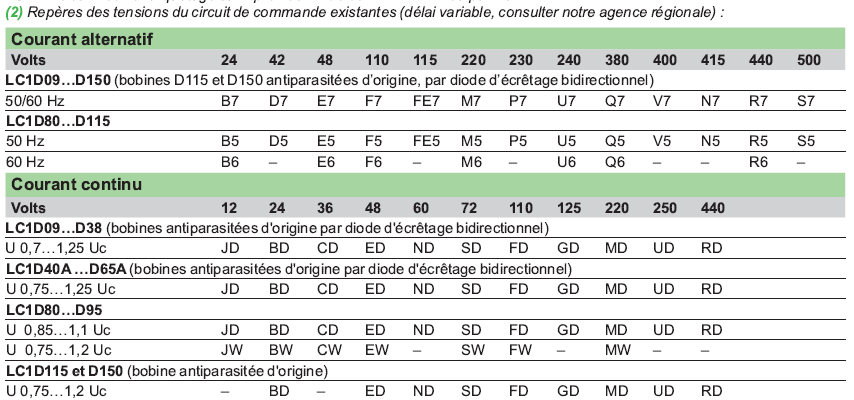 (2) Repères des tensions du circuit de commande existantes (délai variable, consulter notre agence régionale) :
Courant alternatif
Volts 24 42 48 110 115 220 230 240 380 400 415 440 500
LC1D09…D150 (bobines D115 et D150 antiparasitées d'origine, par diode d'écrêtage bidirectionnel)
50/60 Hz B7 D7 E7 F7 FE7 M7 P7 U7 Q7 V7 N7 R7 S7
LC1D80…D115
50 Hz B5 D5 E5 F5 FE5 M5 P5 U5 Q5 V5 N5 R5 S5
60 Hz B6 – E6 F6 – M6 – U6 Q6 – – R6 –
Courant continu
Volts 12 24 36 48 60 72 110 125 220 250 440
LC1D09…D38 (bobines antiparasitées d'origine par diode d'écrêtage bidirectionnel)
U 0,7…1,25 Uc JD BD CD ED ND SD FD GD MD UD RD
LC1D40A…D65A (bobines antiparasitées d'origine par diode d'écrêtage bidirectionnel)
U 0,75…1,25 Uc JD BD CD ED ND SD FD GD MD UD RD
LC1D80…D95
U 0,85…1,1 Uc JD BD CD ED ND SD FD GD MD UD RD
U 0,75…1,2 Uc JW BW CW EW – SW FW – MW – –
LC1D115 et D150 (bobine antiparasitée d'origine)
U 0,75…1,2 Uc – BD – ED ND SD FD GD MD UD RD